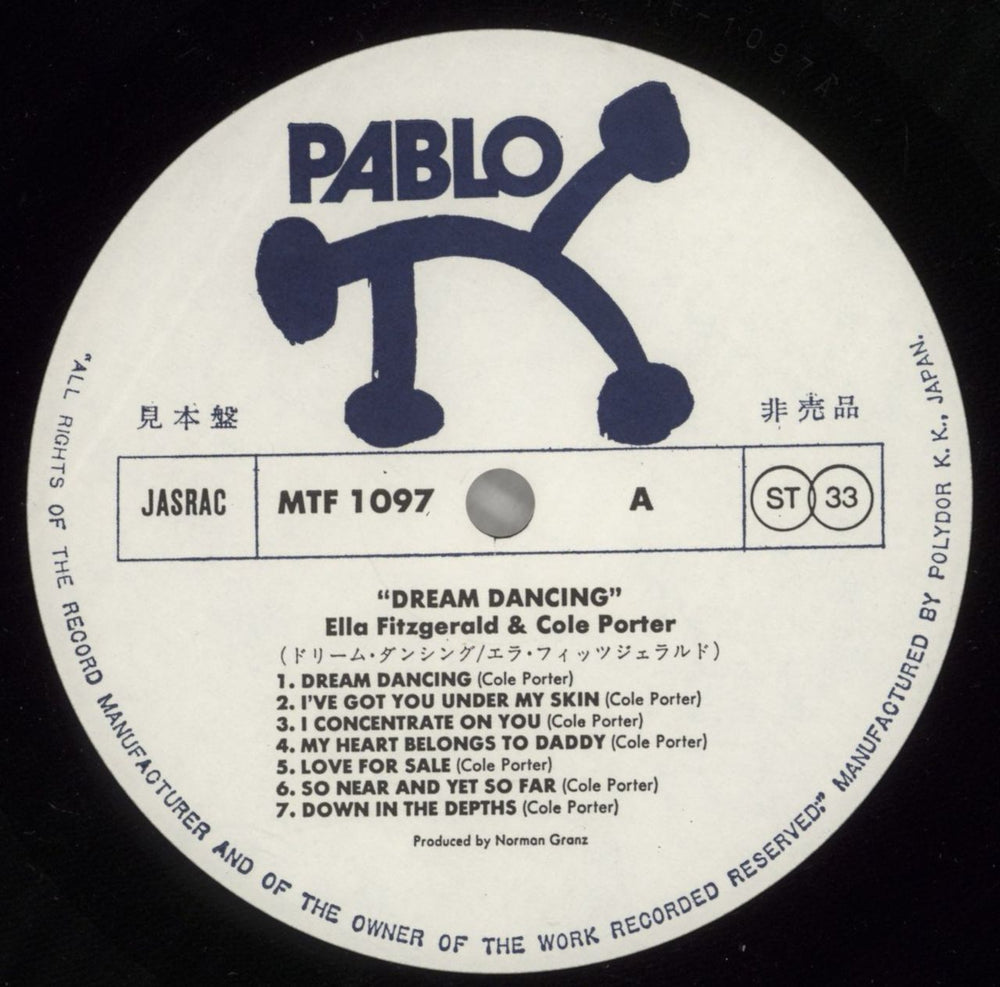 PABLO
見本盤
非売品
JASRAC
MTF 1097
A
ST 33
“DREAM DANCING”
Ella Fitzgerald & Cole Porter
(ドリーム・ダンシング/エラ・フィッツジェラルド)
1. DREAM DANCING (Cole Porter)
2. I'VE GOT YOU UNDER MY SKIN (Cole Porter)
3. I CONCENTRATE ON YOU (Cole Porter)
4. MY HEART BELONGS TO DADDY (Cole Porter)
5. LOVE FOR SALE (Cole Porter)
6. SO NEAR AND YET SO FAR (Cole Porter)
7. DOWN IN THE DEPTHS (Cole Porter)
Produced by Norman Granz
“ALL RIGHTS OF THE RECORD MANUFACTURER AND OF THE OWNER OF THE WORK RECORDED RESERVED.” MANUFACTURED BY POLYDOR K.K., JAPAN.